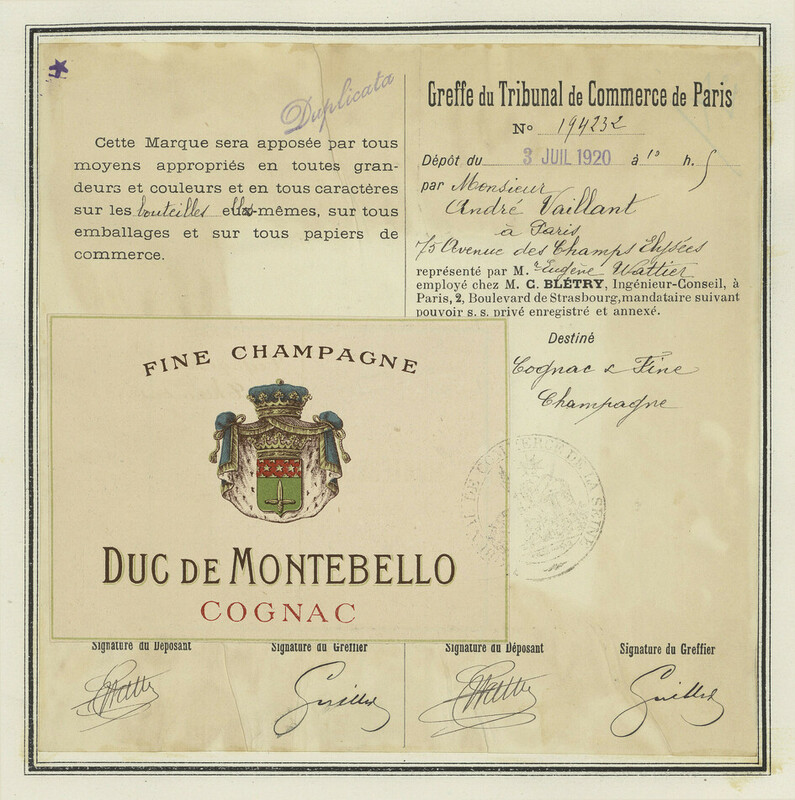 Duplicata
Cette Marque sera apposée par tous
moyens appropriés en toutes gran-
deurs et couleurs et en tous caractères
sur les bouteilles elles-mêmes, sur tous
emballages et sur tous papiers de
commerce.
Greffe du Tribunal de Commerce de Paris
No 194232
Dépôt du 3 JUIL 1920 à 10 h.
par Monsieur
André Vaillant
à Paris
75 Avenue des Champs Elysées
représenté par M. Eugène Wattier
employé chez M. C. BLÉTRY, Ingénieur-Conseil, à
Paris, 2, Boulevard de Strasbourg, mandataire suivant
pouvoir s. s. privé enregistré et annexé.
Destiné
Cognac & Fine
Champagne
FINE CHAMPAGNE
DUC DE MONTEBELLO
COGNAC
COMMERCE DE LA SEINE
Signature du Déposant
Signature du Greffier
Signature du Déposant
Signature du Greffier